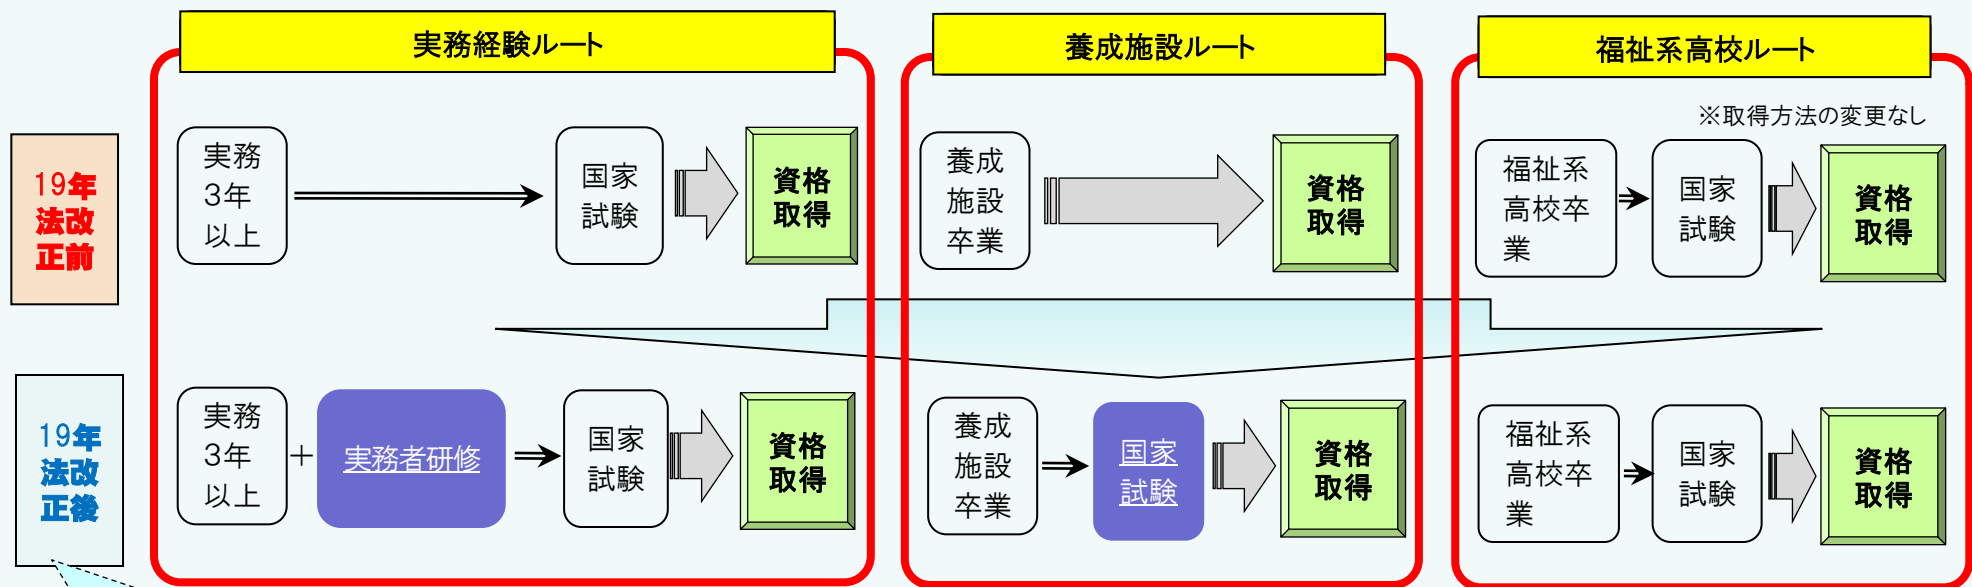 実務経験ルート
養成施設ルート
福祉系高校ルート
※取得方法の変更なし
19年
法改
正前
実務
3年
以上
国家
試験
資格
取得
養成
施設
卒業
資格
取得
福祉系
高校卒
業
国家
試験
資格
取得
19年
法改
正後
実務
3年
以上
＋
実務者研修
国家
試験
資格
取得
養成
施設
卒業
国家
試験
資格
取得
福祉系
高校卒
業
国家
試験
資格
取得